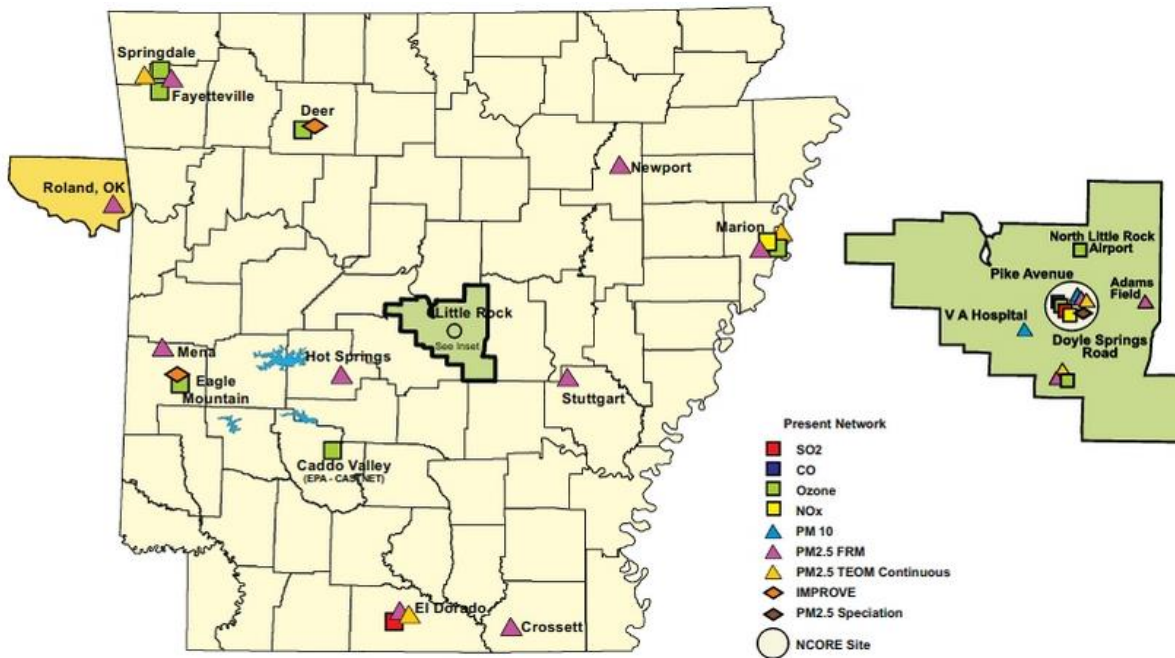 Springdale
Fayetteville
Deer
Roland, OK
Newport
Marion
Little Rock
See Inset
Mena
Hot Springs
Eagle
Mountain
Stuttgart
Caddo Valley
(EPA - CASTNET)
El Dorado
Crossett
North Little Rock
Airport
Pike Avenue
Adams
Field
V A Hospital
Doyle Springs
Road
Present Network
SO2
CO
Ozone
NOx
PM 10
PM2.5 FRM
PM2.5 TEOM Continuous
IMPROVE
PM2.5 Speciation
NCORE Site